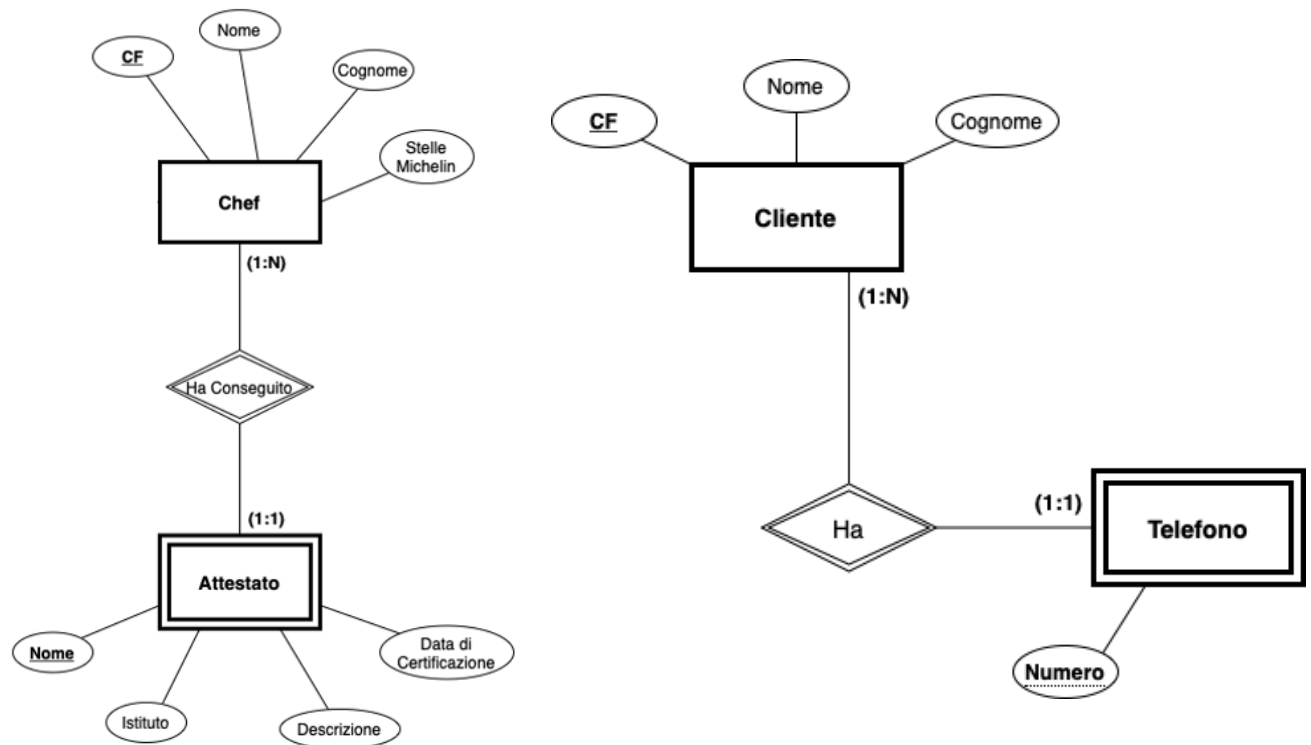 CF
Nome
Cognome
Stelle
Michelin
Chef
(1:N)
Ha Conseguito
(1:1)
Attestato
Nome
Istituto
Descrizione
Data di
Certificazione
CF
Nome
Cognome
Cliente
(1:N)
Ha
(1:1)
Telefono
Numero